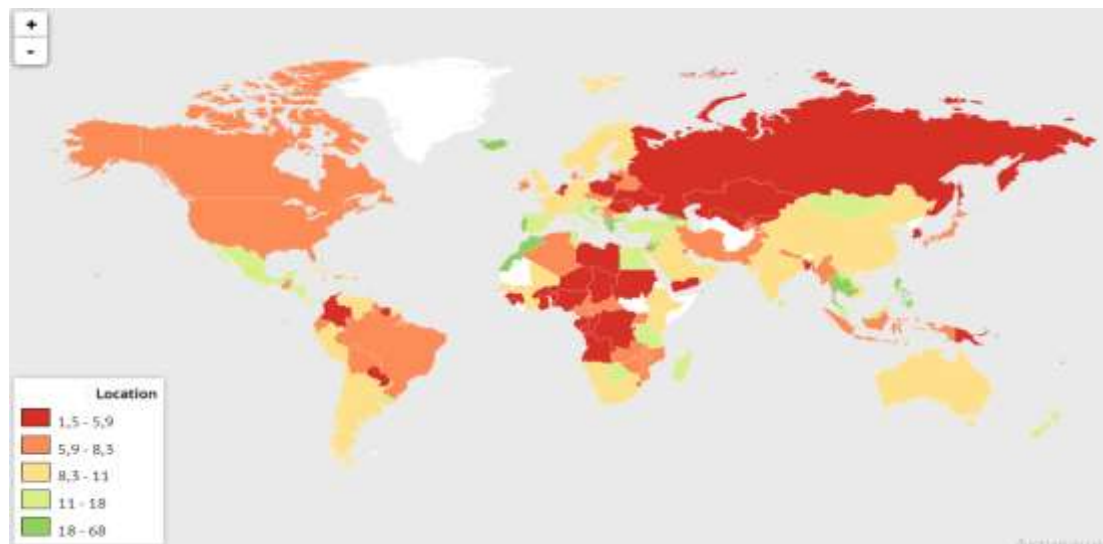 +
-
Location
1,5 - 5,9
5,9 - 8,3
8,3 - 11
11 - 18
18 - 68